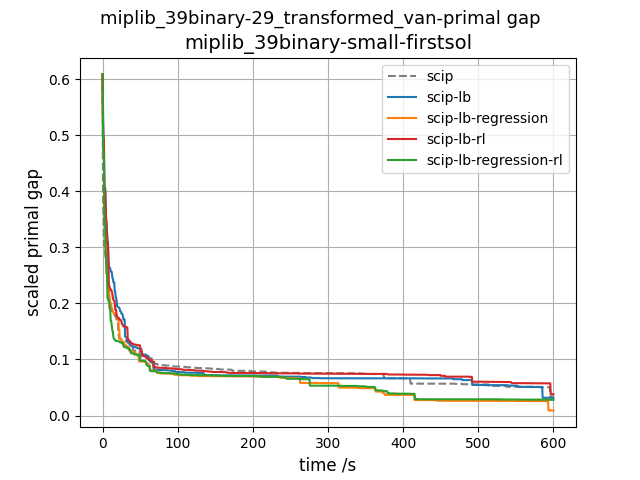 miplib_39binary-29_transformed_van-primal gap
miplib_39binary-small-firstsol
scip
scip-lb
scip-lb-regression
scip-lb-rl
scip-lb-regression-rl
scaled primal gap
0.6
0.5
0.4
0.3
0.2
0.1
0.0
0
100
200
300
400
500
600
time /s